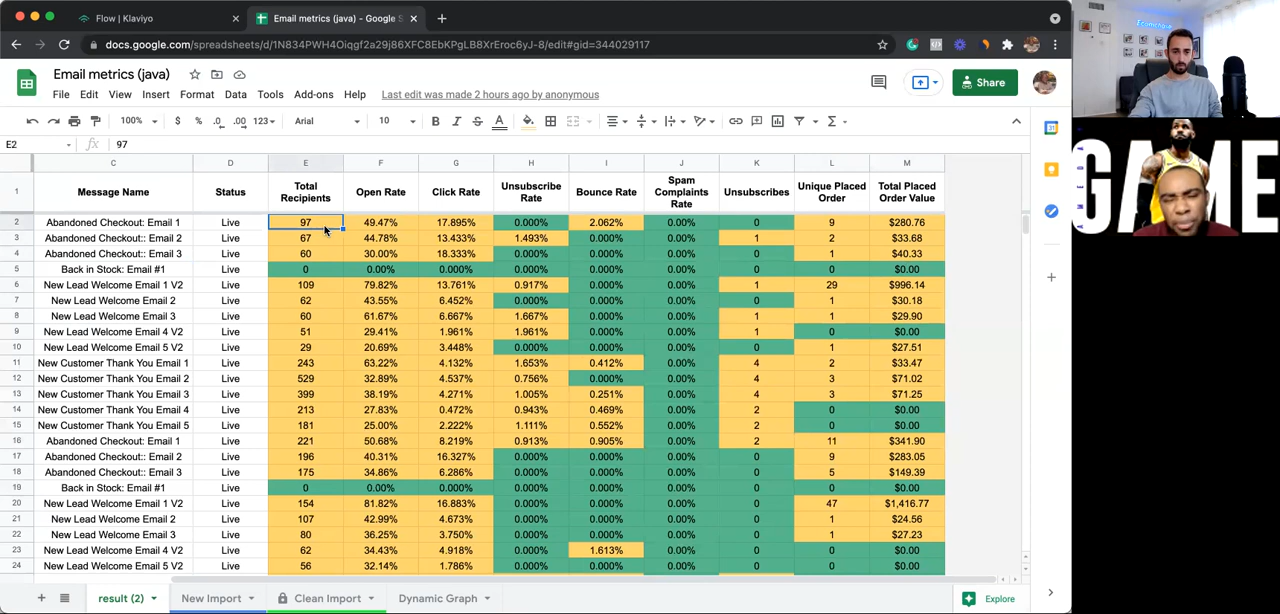 Flow | Klaviyo
Email metrics (java) - Google S
docs.google.com/spreadsheets/d/1N834PWH4Oiqgf2a29j86XFC8EbKPgLB8XrEroc6yJ-8/edit#gid=344029117
Email metrics (java)
File Edit View Insert Format Data Tools Add-ons Help Last edit was made 2 hours ago by anonymous
Share
100% $ % .0 .00 123 Arial 10 B I S A
E2 fx 97
C D E F G H I J K L M
1 Message Name Status Total Recipients Open Rate Click Rate Unsubscribe Rate Bounce Rate Spam Complaints Rate Unsubscribes Unique Placed Order Total Placed Order Value
2 Abandoned Checkout: Email 1 Live 97 49.47% 17.895% 0.000% 2.062% 0.00% 0 9 $280.76
3 Abandoned Checkout:: Email 2 Live 67 44.78% 13.433% 1.493% 0.000% 0.00% 1 2 $33.68
4 Abandoned Checkout:: Email 3 Live 60 30.00% 18.333% 0.000% 0.000% 0.00% 0 1 $40.33
5 Back in Stock: Email #1 Live 0 0.00% 0.000% 0.000% 0.000% 0.00% 0 0 $0.00
6 New Lead Welcome Email 1 V2 Live 109 79.82% 13.761% 0.917% 0.000% 0.00% 1 29 $996.14
7 New Lead Welcome Email 2 Live 62 43.55% 6.452% 0.000% 0.000% 0.00% 0 1 $30.18
8 New Lead Welcome Email 3 Live 60 61.67% 6.667% 1.667% 0.000% 0.00% 1 1 $29.90
9 New Lead Welcome Email 4 V2 Live 51 29.41% 1.961% 1.961% 0.000% 0.00% 1 0 $0.00
10 New Lead Welcome Email 5 V2 Live 29 20.69% 3.448% 0.000% 0.000% 0.00% 0 1 $27.51
11 New Customer Thank You Email 1 Live 243 63.22% 4.132% 1.653% 0.412% 0.00% 4 2 $33.47
12 New Customer Thank You Email 2 Live 529 32.89% 4.537% 0.756% 0.000% 0.00% 4 3 $71.02
13 New Customer Thank You Email 3 Live 399 38.19% 4.271% 1.005% 0.251% 0.00% 4 3 $71.25
14 New Customer Thank You Email 4 Live 213 27.83% 0.472% 0.943% 0.469% 0.00% 2 0 $0.00
15 New Customer Thank You Email 5 Live 181 25.00% 2.222% 1.111% 0.552% 0.00% 2 0 $0.00
16 Abandoned Checkout: Email 1 Live 221 50.68% 8.219% 0.913% 0.905% 0.00% 2 11 $341.90
17 Abandoned Checkout:: Email 2 Live 196 40.31% 16.327% 0.000% 0.000% 0.00% 0 9 $283.05
18 Abandoned Checkout:: Email 3 Live 175 34.86% 6.286% 0.000% 0.000% 0.00% 0 5 $149.39
19 Back in Stock: Email #1 Live 0 0.00% 0.000% 0.000% 0.000% 0.00% 0 0 $0.00
20 New Lead Welcome Email 1 V2 Live 154 81.82% 16.883% 0.000% 0.000% 0.00% 0 47 $1,416.77
21 New Lead Welcome Email 2 Live 107 42.99% 4.673% 0.000% 0.000% 0.00% 0 1 $24.56
22 New Lead Welcome Email 3 Live 80 36.25% 3.750% 0.000% 0.000% 0.00% 0 1 $27.23
23 New Lead Welcome Email 4 V2 Live 62 34.43% 4.918% 0.000% 1.613% 0.00% 0 0 $0.00
24 New Lead Welcome Email 5 V2 Live 56 32.14% 1.786% 0.000% 0.000% 0.00% 0 0 $0.00
result (2) New Import Clean Import Dynamic Graph Explore
Ecomchain
GAME